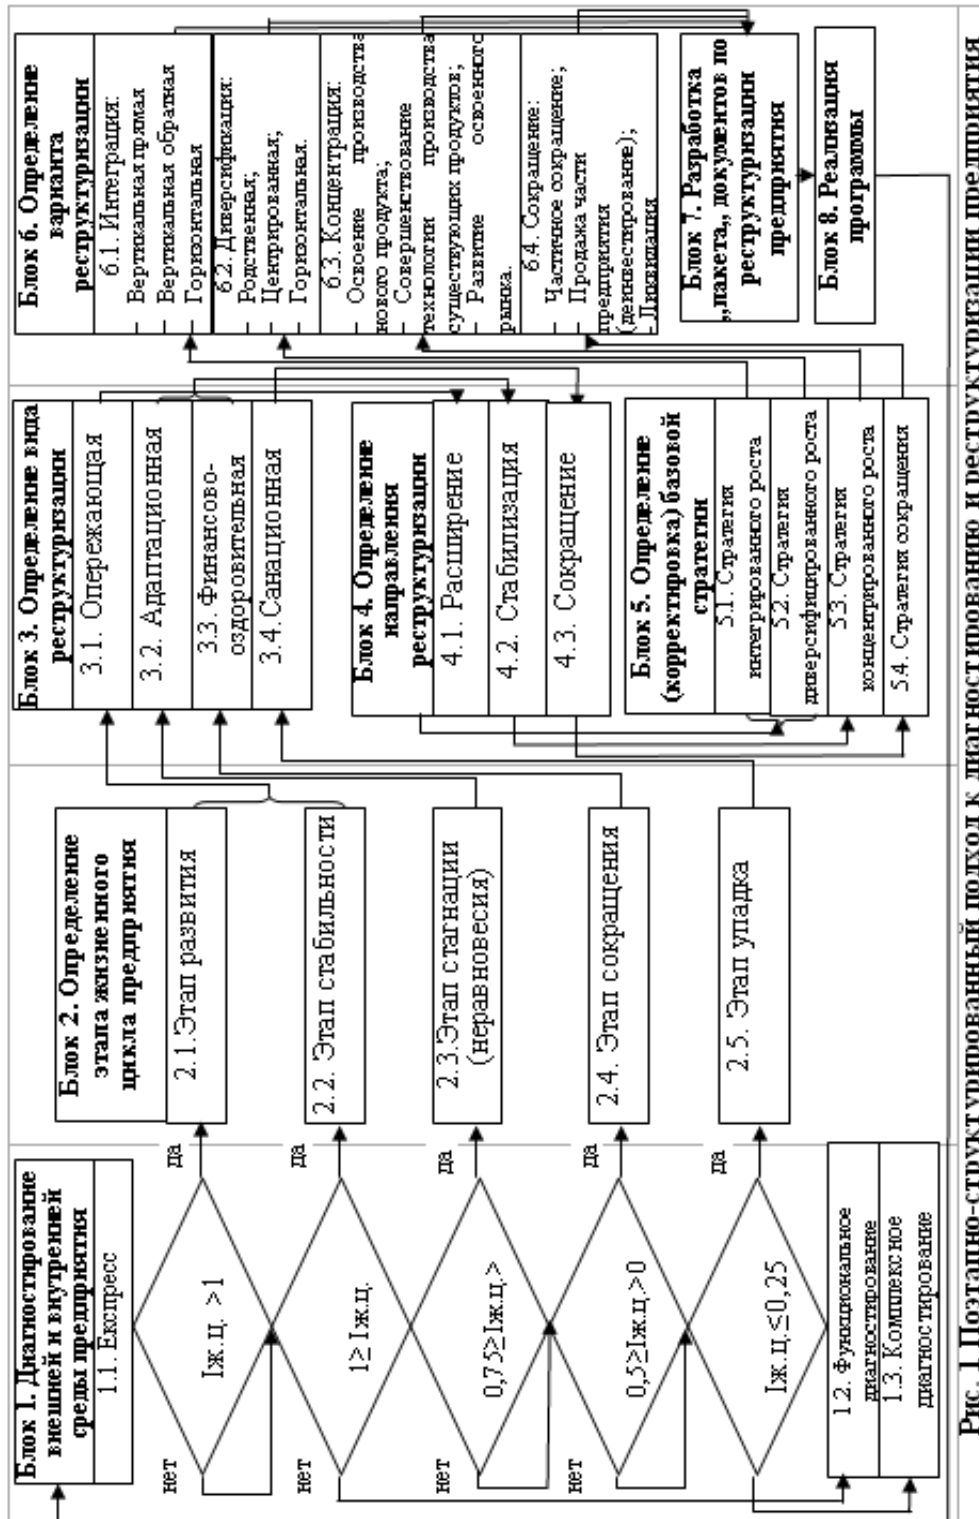 Блок 1. Диагностирование
внешней и внутренней
среды предприятия
1.1. Експресс
Іж.ц. >1
нет
да
1≥ Іж.ц.
нет
да
0,75≥Іж.ц.>
нет
да
0,5≥Іж.ц.>0
нет
да
Іж.ц.≤0,25
да
1.2. Функциональное
диагностирование
1.3. Комплексное
диагностирование
Блок 2. Определение
этапа жизненного
цикла предприятия
2.1.Этап развития
2.2. Этап стабильности
2.3.Этап стагнации
(неравновесия)
2.4. Этап сокращения
2.5. Этап упадка
Блок 3. Определение вида
реструктуризации
3.1. Опережающая
3.2. Адаптационная
3.3. Финансово-
оздоровительная
3.4. Санационная
Блок 4. Определение
направления
реструктуризации
4.1. Расширение
4.2. Стабилизация
4.3. Сокращение
Блок 5. Определение
(корректировка) базовой
стратегии
5.1. Стратегия
интегрированного роста
5.2. Стратегия
диверсифицированного роста
5.3. Стратегия
концентрированного роста
5.4. Стратегия сокращения
Блок 6. Определение
варианта
реструктуризации
6.1. Интеграция:
- Вертикальная прямая
- Вертикальная обратная
- Горизонтальная
6.2. Диверсификация:
- Родственная;
- Центрированная;
- Горизонтальная.
6.3. Концентрация:
- Освоение производства
нового продукта;
- Совершенствование
технологии производства
существующих продуктов;
- Развитие освоенного
рынка.
6.4. Сокращение:
- Частичное сокращение;
- Продажа части
предприятия
(деинвестирование);
- Ликвидация
Блок 7. Разработка
„пакета„ документов по
реструктуризации
предприятия
Блок 8. Реализация
программы
Рис. 1 Поэтапно-структурированный подход к диагностированию и реструктуризации предприятия